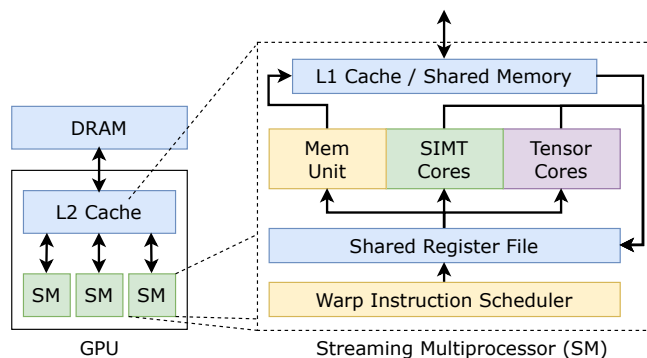 DRAM
L2 Cache
SM
SM
SM
GPU
L1 Cache / Shared Memory
Mem
Unit
SIMT
Cores
Tensor
Cores
Shared Register File
Warp Instruction Scheduler
Streaming Multiprocessor (SM)